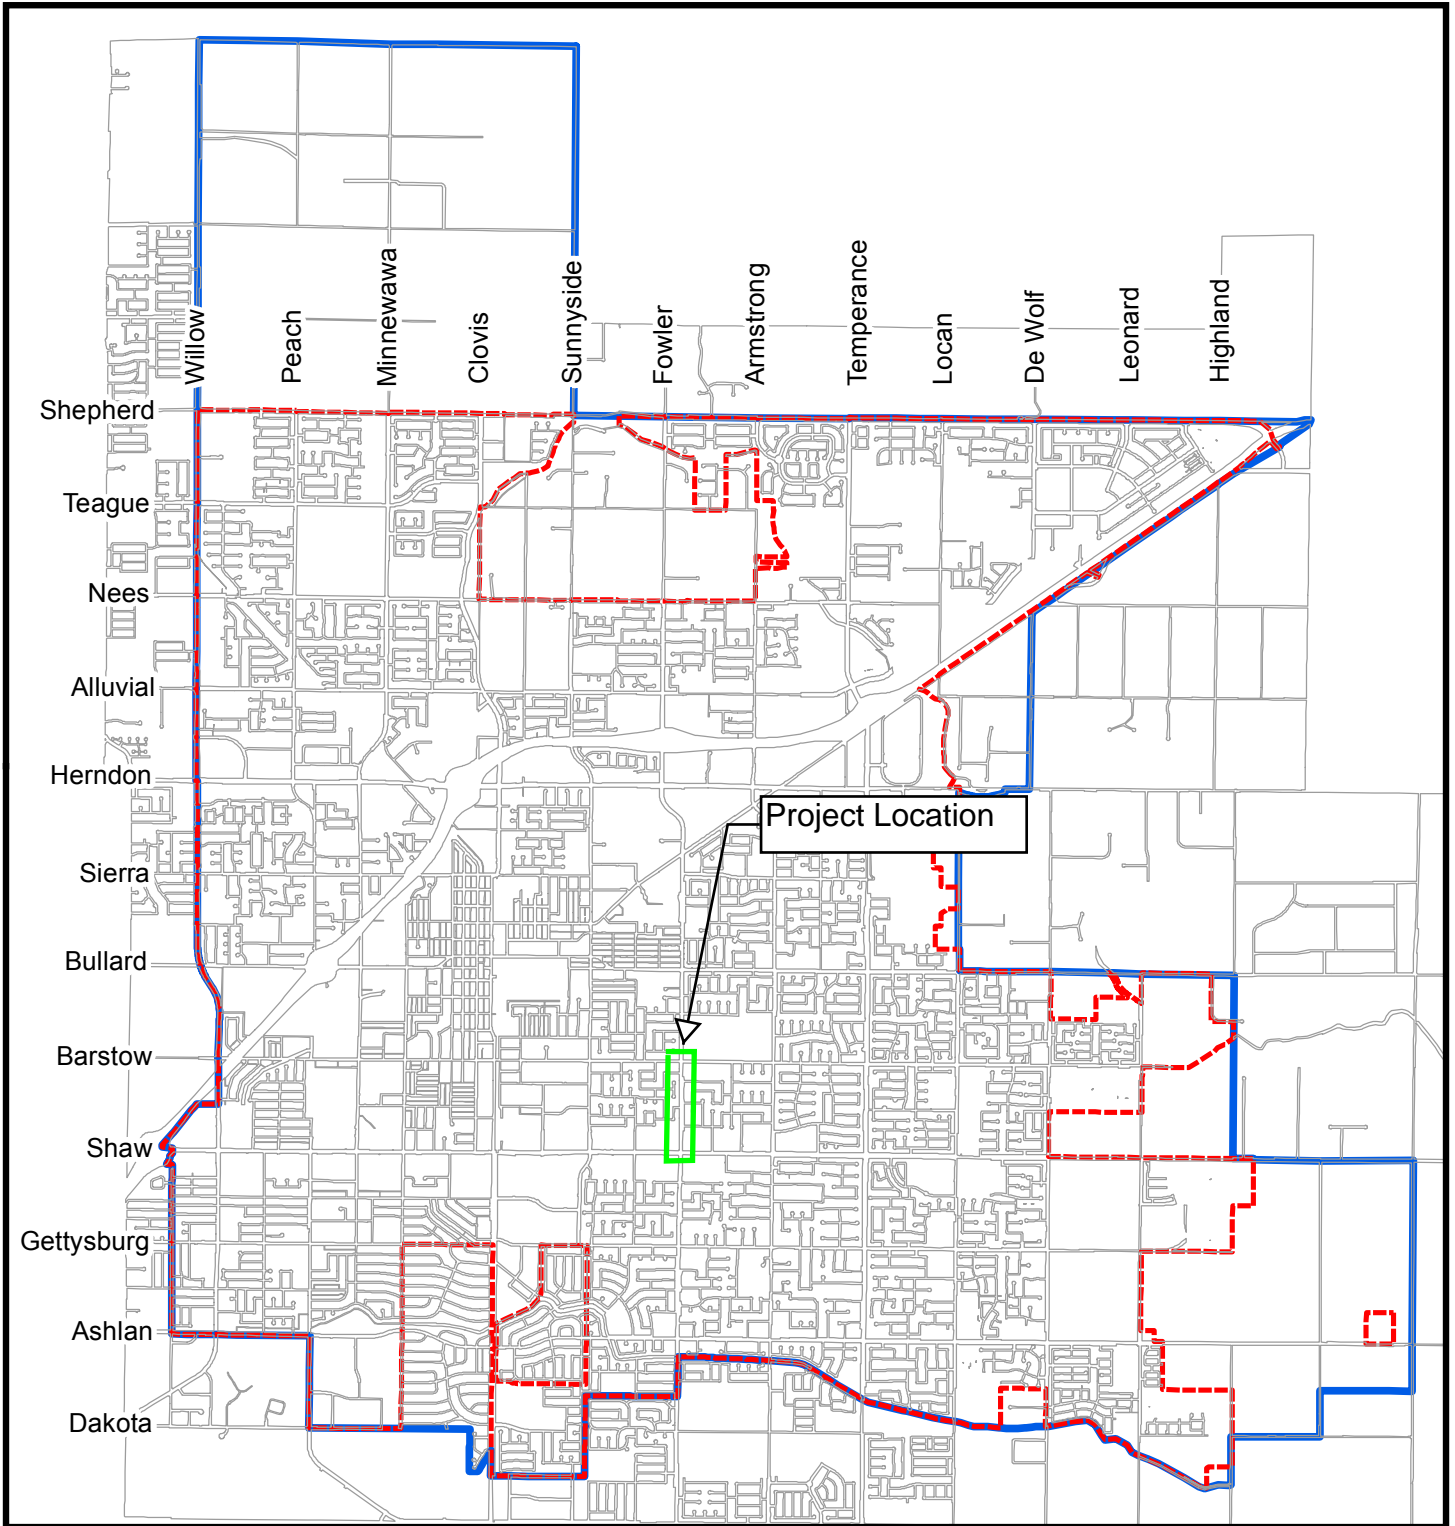 Willow
Peach
Minnewawa
Clovis
Sunnyside
Fowler
Armstrong
Temperance
Locan
De Wolf
Leonard
Highland
Shepherd
Teague
Nees
Alluvial
Herndon
Project Location
Sierra
Bullard
Barstow
Shaw
Gettysburg
Ashlan
Dakota